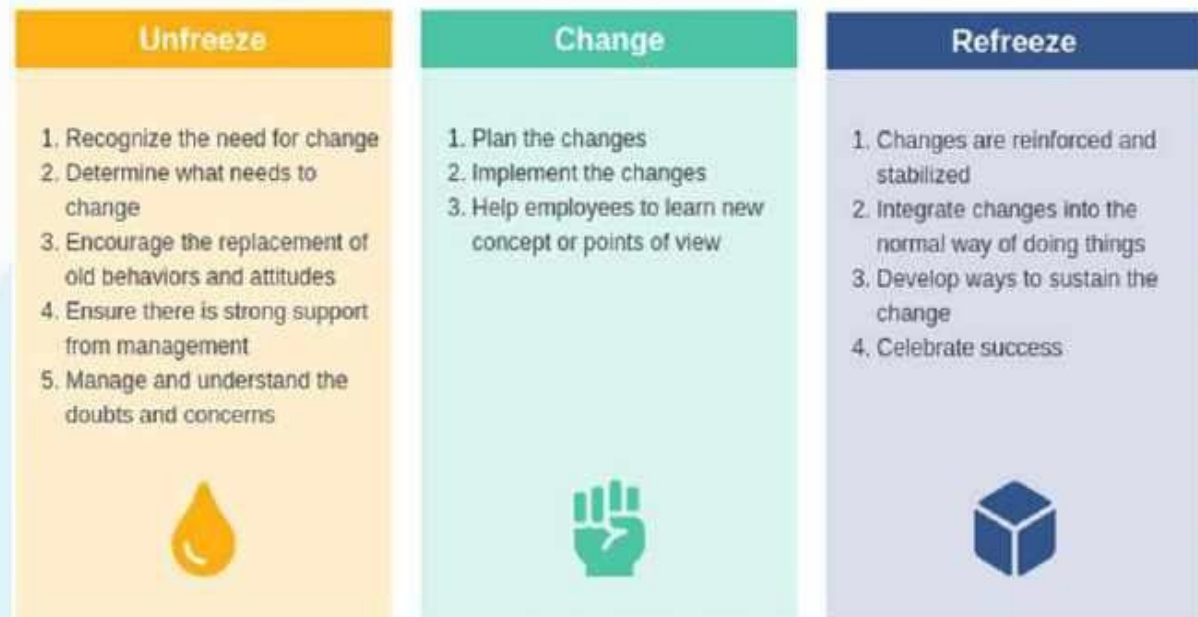 Unfreeze
1. Recognize the need for change
2. Determine what needs to
change
3. Encourage the replacement of
old behaviors and attitudes
4. Ensure there is strong support
from management
5. Manage and understand the
doubts and concerns
Change
1. Plan the changes
2. Implement the changes
3. Help employees to learn new
concept or points of view
Refreeze
1. Changes are reinforced and
stabilized
2. Integrate changes into the
normal way of doing things
3. Develop ways to sustain the
change
4. Celebrate success